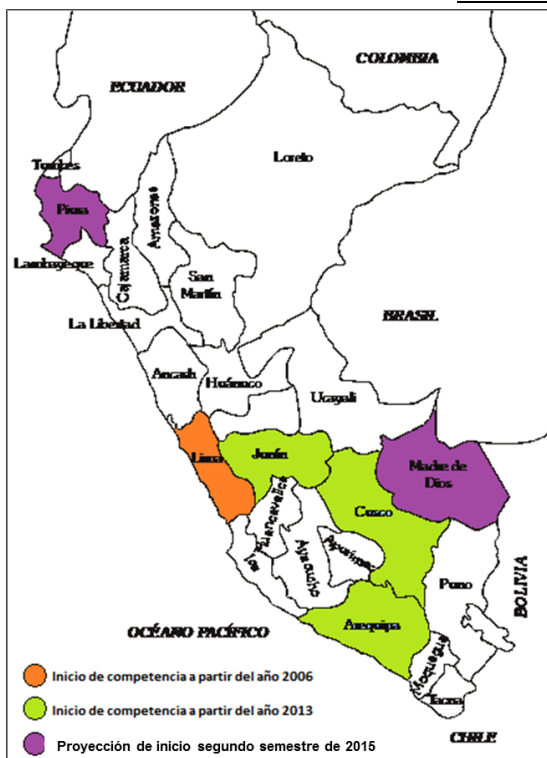 COLOMBIA
ECUADOR
Tumbes
Loreto
Piura
Amazonas
Cajamarca
Lambayeque
San
Martín
La Libertad
BRASIL
Ancash
Huánuco
Ucayali
Lima
Junín
Madre de
Dios
Huancavelica
Cusco
Ica
Ayacucho
Apurímac
Puno
BOLIVIA
OCÉANO PACÍFICO
Arequipa
Moquegua
Tacna
CHILE
Inicio de competencia a partir del año 2006
Inicio de competencia a partir del año 2013
Proyección de inicio segundo semestre de 2015